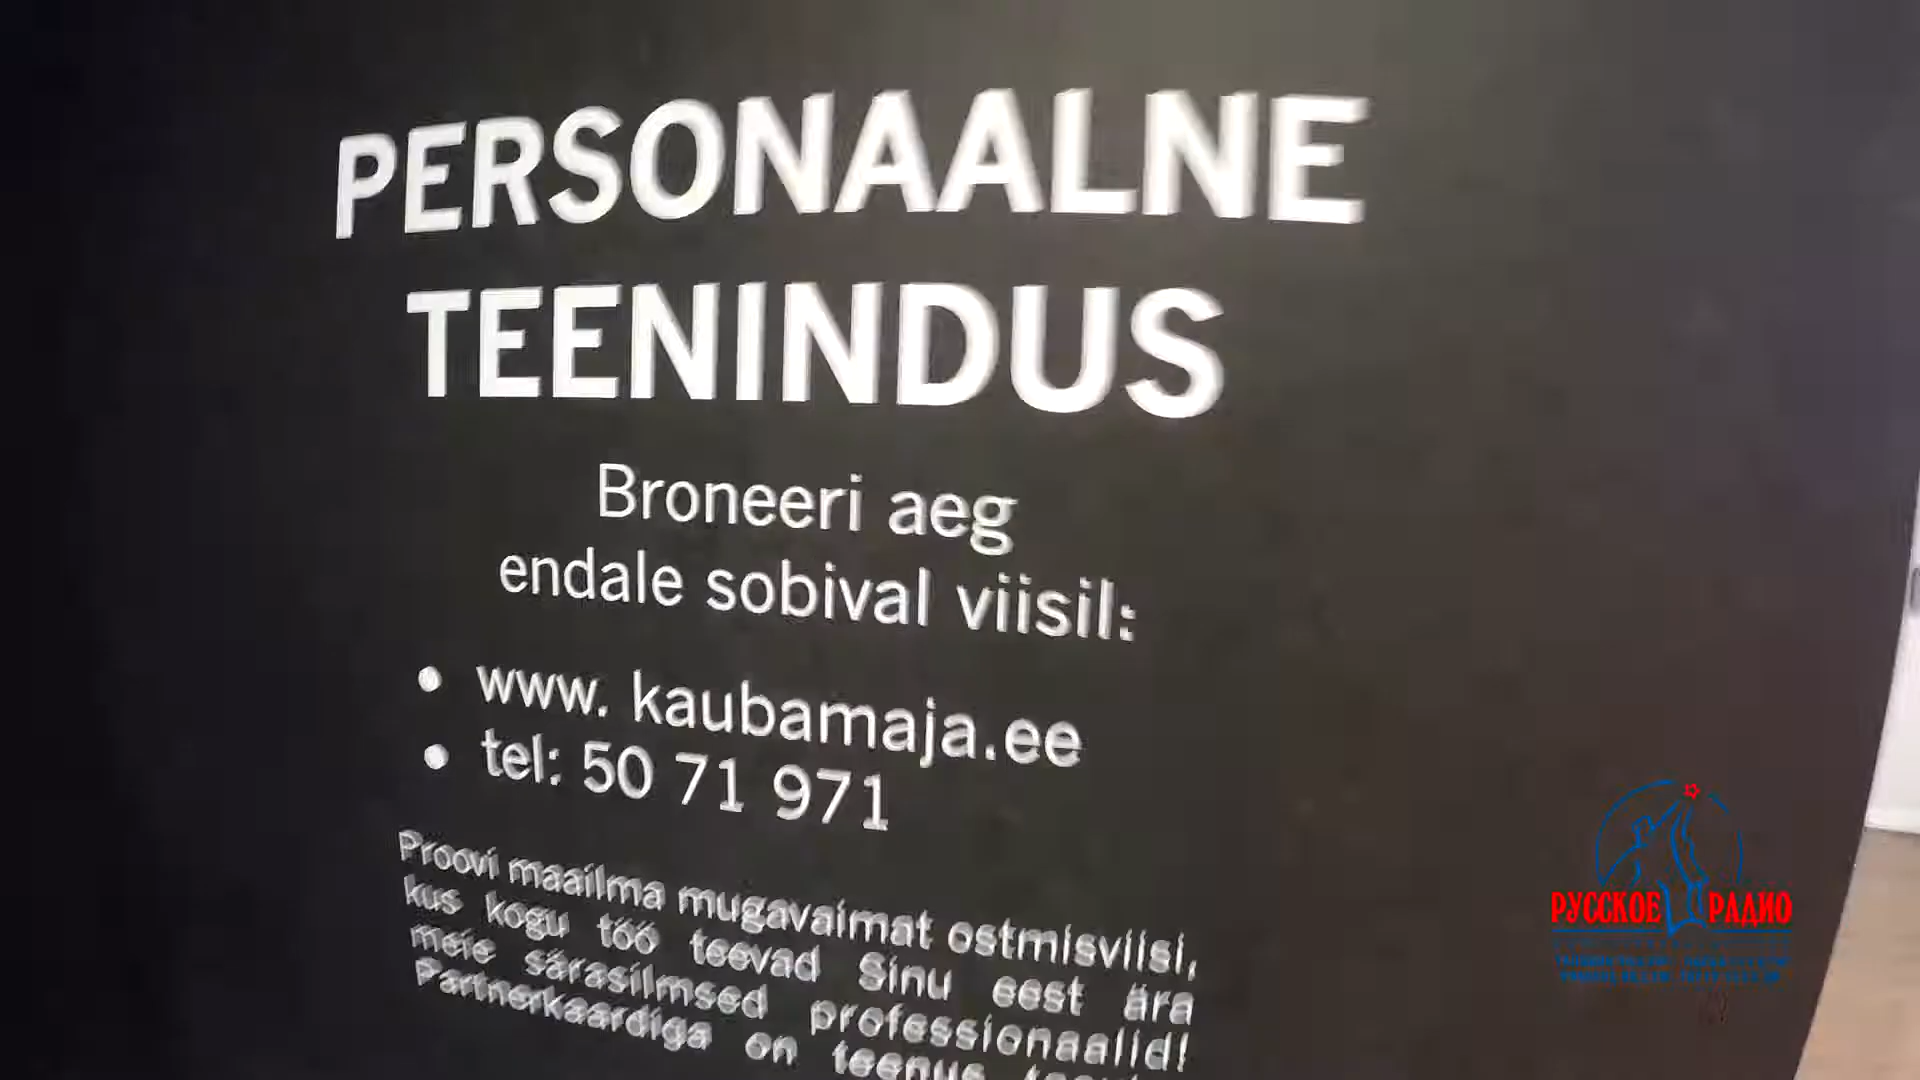 PERSONAALNE
TEENINDUS
Broneeri aeg
endale sobival viisil:
• www. kaubamaja.ee
• tel: 50 71 971
Proovi maailma mugavaimat ostmisviisi,
kus kogu töö teevad Sinu eest ära
meie särasilmsed professionaalid!
Partnerkaardiga on teenus
РУССКОЕ РАДИО